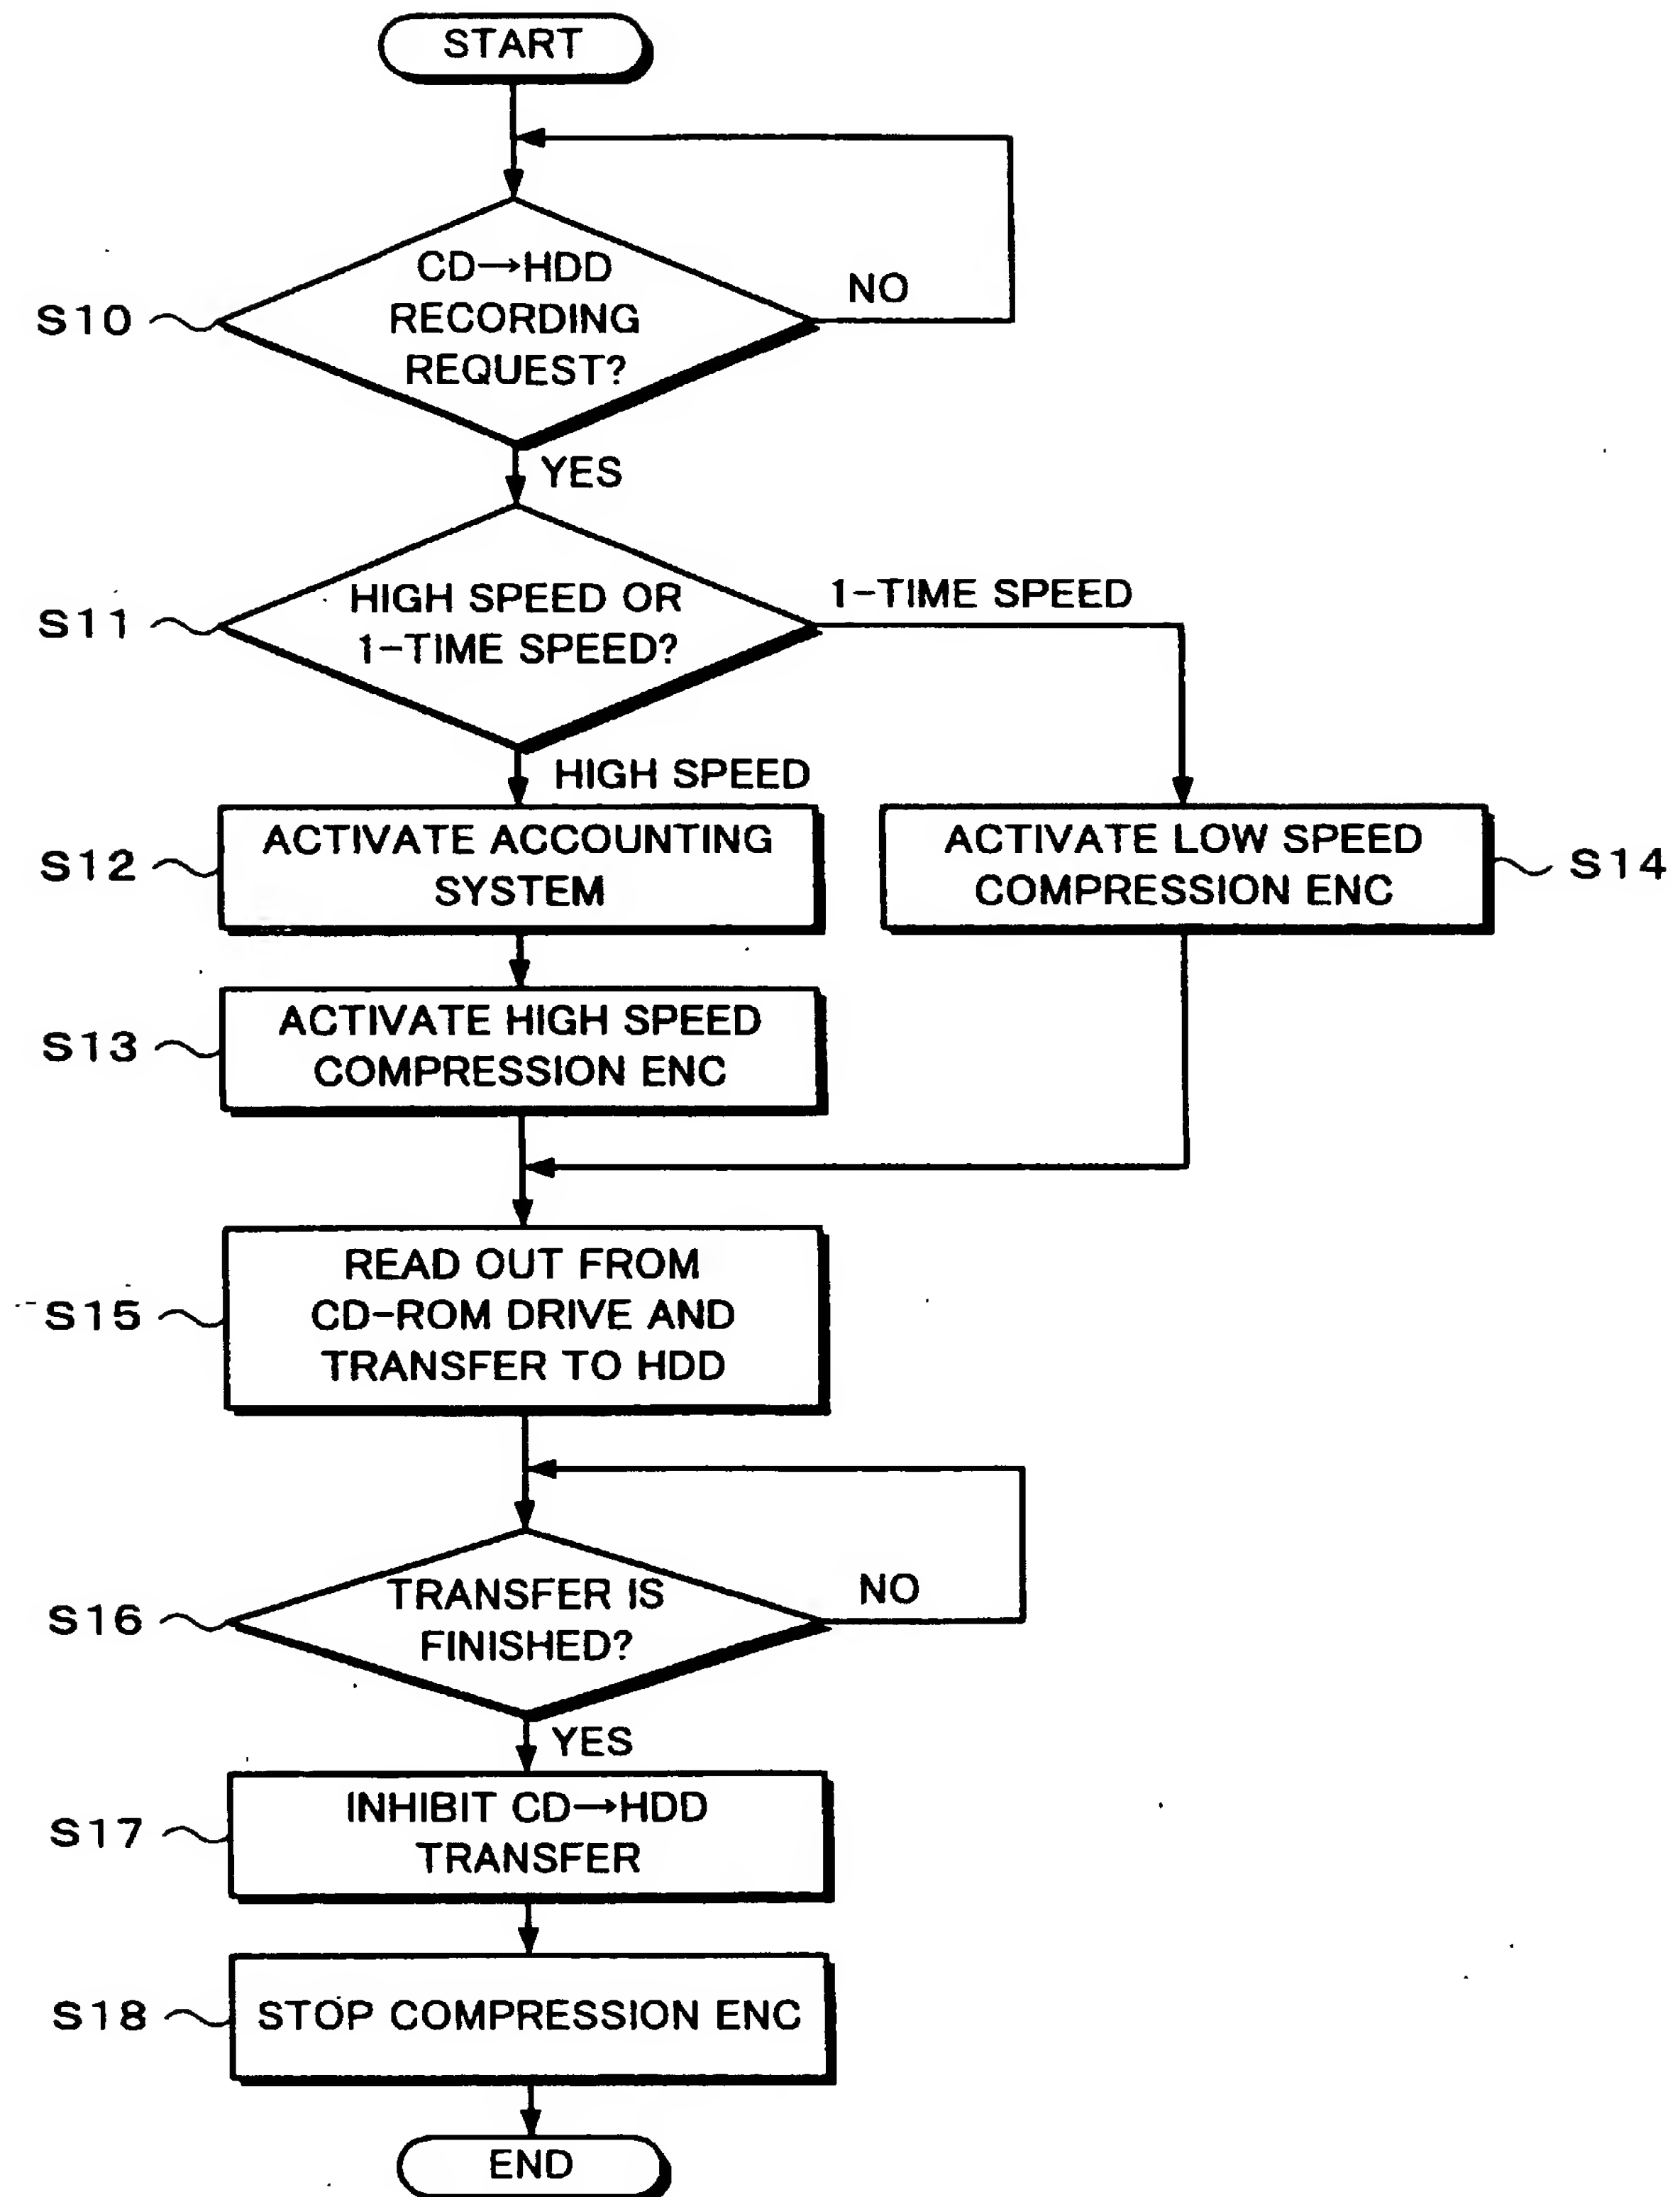 START
CD→HDD
RECORDING
REQUEST?
NO
S10
YES
HIGH SPEED OR
1-TIME SPEED?
1-TIME SPEED
S11
HIGH SPEED
ACTIVATE ACCOUNTING
SYSTEM
S12
ACTIVATE LOW SPEED
COMPRESSION ENC
S14
ACTIVATE HIGH SPEED
COMPRESSION ENC
S13
READ OUT FROM
CD-ROM DRIVE AND
TRANSFER TO HDD
S15
TRANSFER IS
FINISHED?
NO
S16
YES
INHIBIT CD→HDD
TRANSFER
S17
STOP COMPRESSION ENC
S18
END